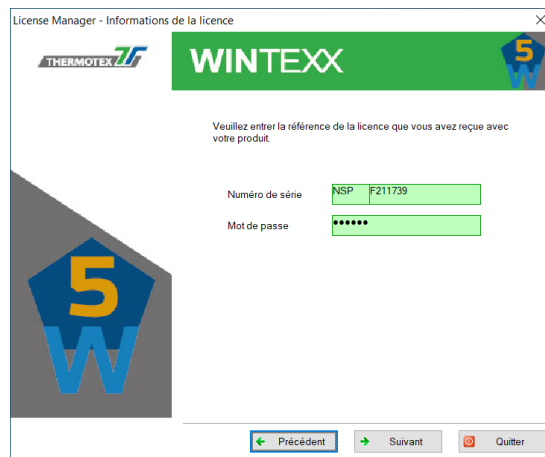 License Manager - Informations de la licence
THERMOTEX
WINTEXX
5
W
Veuillez entrer la référence de la licence que vous avez reçue avec
votre produit.
Numéro de série NSP F211739
Mot de passe ••••••
5
W
Précédent Suivant Quitter